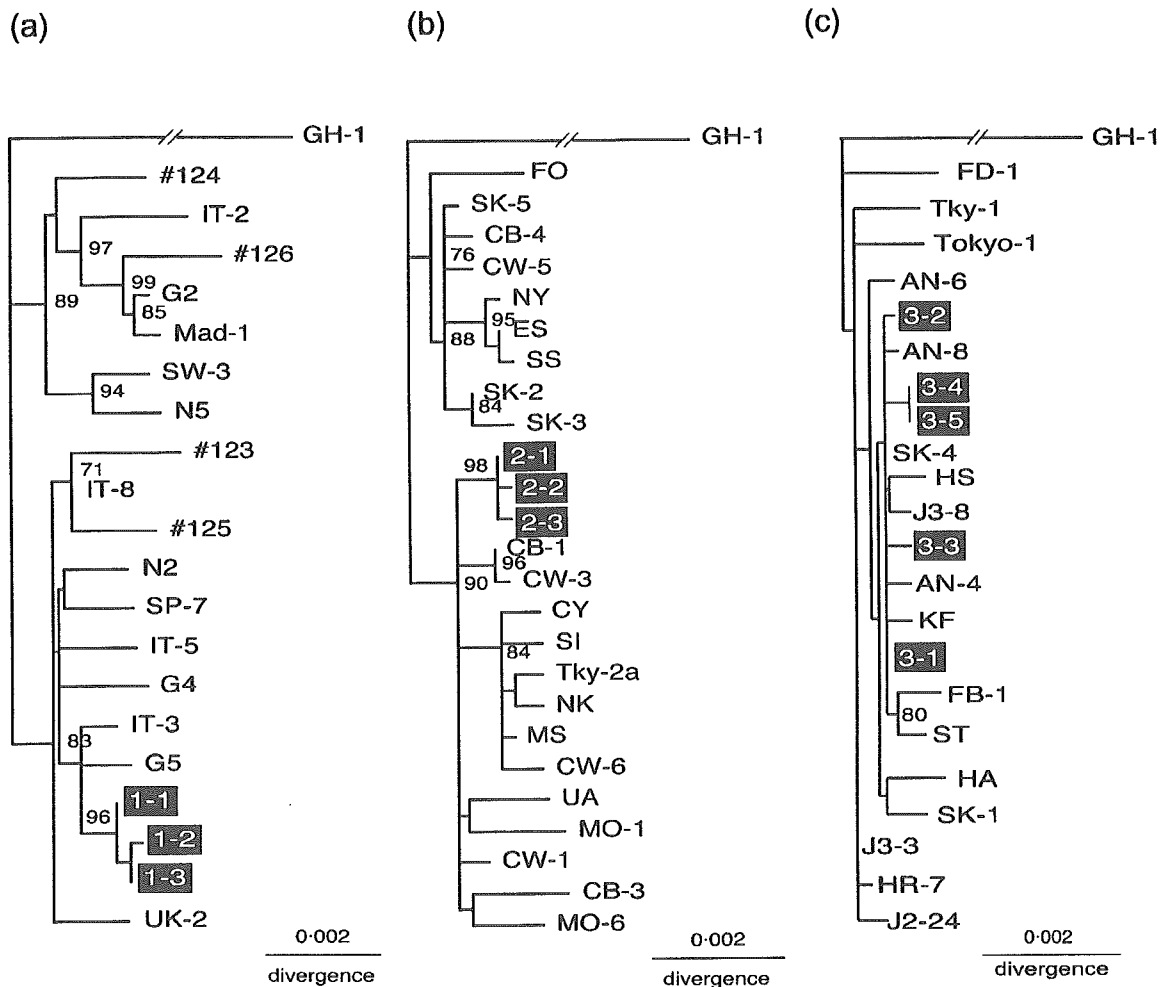 (a)
GH-1
#124
IT-2
97
#126
99
G2
89
85
Mad-1
SW-3
94
N5
#123
71
IT-8
#125
N2
SP-7
IT-5
G4
IT-3
83
G5
1-1
96
1-2
1-3
UK-2
0·002
divergence
(b)
GH-1
FO
SK-5
CB-4
76
CW-5
NY
95
ES
88
SS
SK-2
84
SK-3
2-1
98
2-2
2-3
CB-1
96
90
CW-3
CY
SI
84
Tky-2a
NK
MS
CW-6
UA
MO-1
CW-1
CB-3
MO-6
0·002
divergence
(c)
GH-1
FD-1
Tky-1
Tokyo-1
AN-6
3-2
AN-8
3-4
3-5
SK-4
HS
J3-8
3-3
AN-4
KF
3-1
FB-1
80
ST
HA
SK-1
J3-3
HR-7
J2-24
0·002
divergence